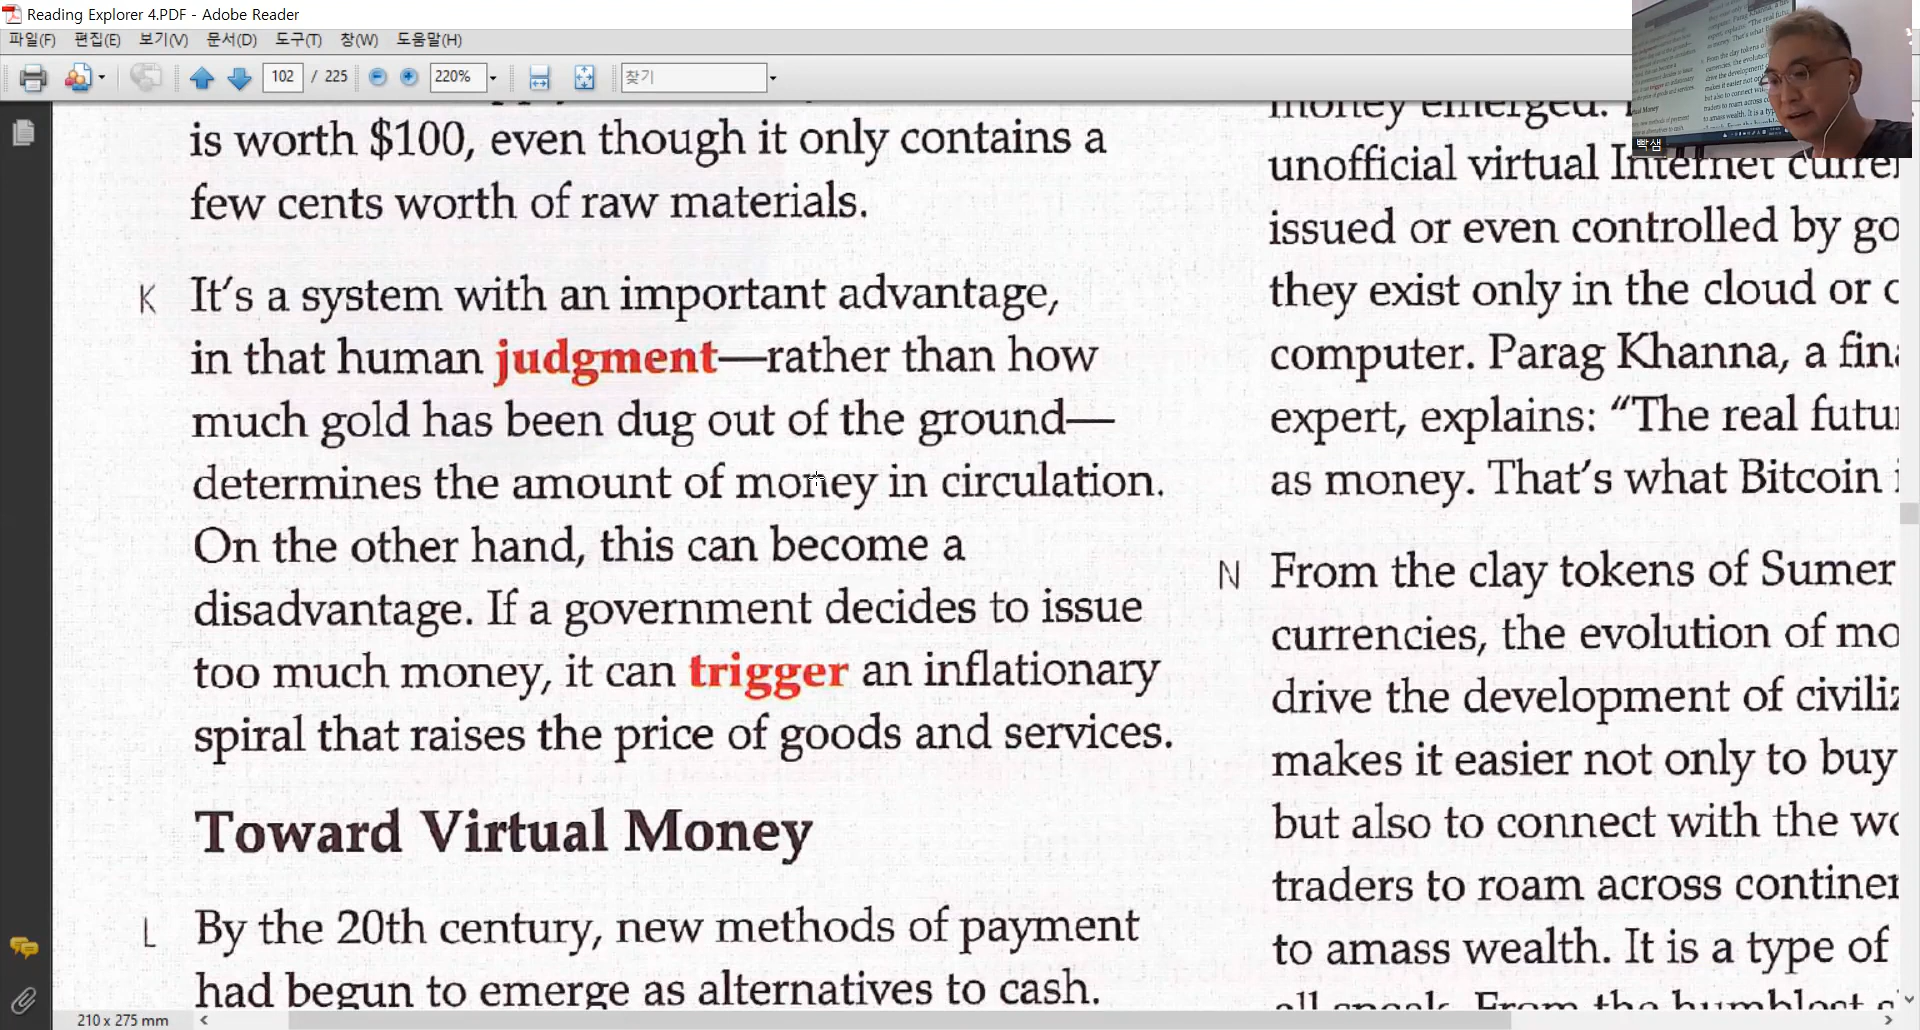 Reading Explorer 4.PDF - Adobe Reader
파일(F) 편집(E) 보기(V) 문서(D) 도구(T) 창(W) 도움말(H)
102 / 225 220% 찾기
빡샘
is worth $100, even though it only contains a
few cents worth of raw materials.
K It's a system with an important advantage,
in that human judgment—rather than how
much gold has been dug out of the ground—
determines the amount of money in circulation.
On the other hand, this can become a
disadvantage. If a government decides to issue
too much money, it can trigger an inflationary
spiral that raises the price of goods and services.
Toward Virtual Money
L By the 20th century, new methods of payment
had begun to emerge as alternatives to cash.
money emerged.
unofficial virtual Internet
issued or even controlled by go
they exist only in the cloud or
computer. Parag Khanna, a
expert, explains: “The real
as money. That's what Bitcoin
N From the clay tokens of Sumer
currencies, the evolution of mo
drive the development of
makes it easier not only to buy
but also to connect with the
traders to roam across
to amass wealth. It is a type of
210 x 275 mm